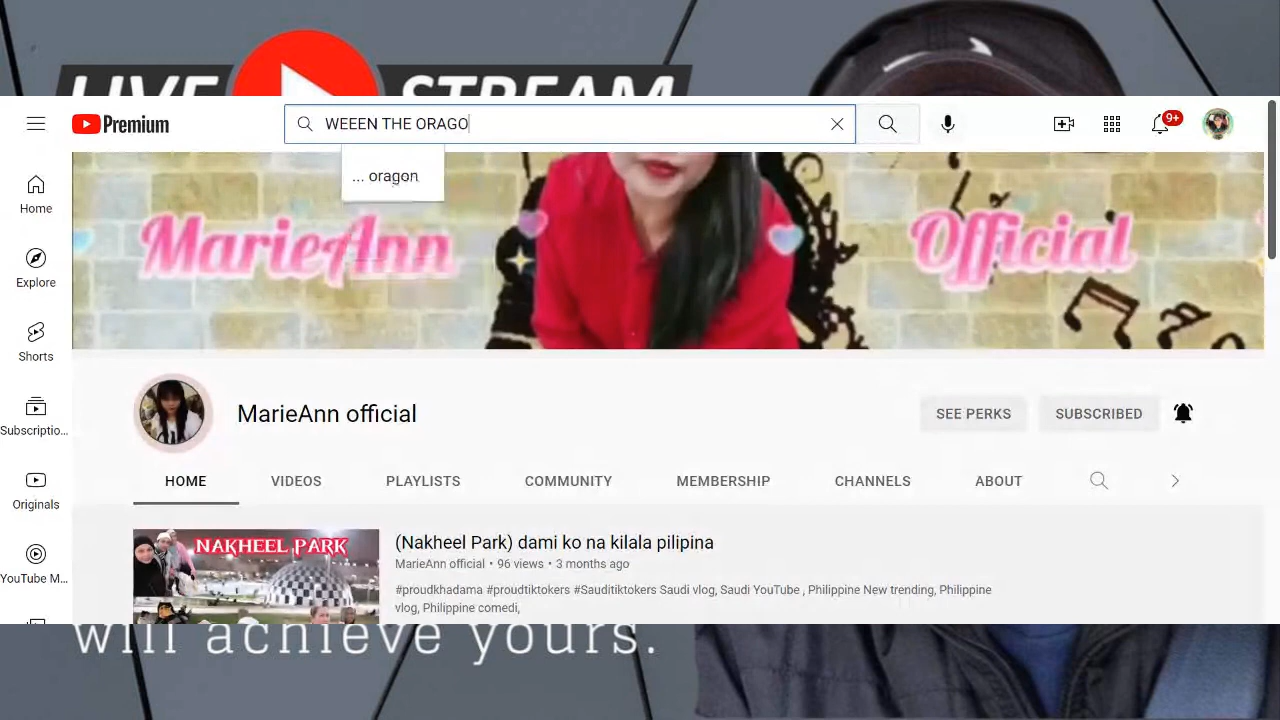 LIVE STREAM
Premium
WEEEN THE ORAGO
9+
... oragon
Home
Explore
Shorts
Subscriptio...
Originals
YouTube M...
MarieAnn Official
MarieAnn official
SEE PERKS
SUBSCRIBED
HOME
VIDEOS
PLAYLISTS
COMMUNITY
MEMBERSHIP
CHANNELS
ABOUT
NAKHEEL PARK
(Nakheel Park) dami ko na kilala pilipina
MarieAnn official • 96 views • 3 months ago
#proudkhadama #proudtiktokers #Sauditiktokers Saudi vlog, Saudi YouTube , Philippine New trending, Philippine
vlog, Philippine comedi,
will achieve yours.